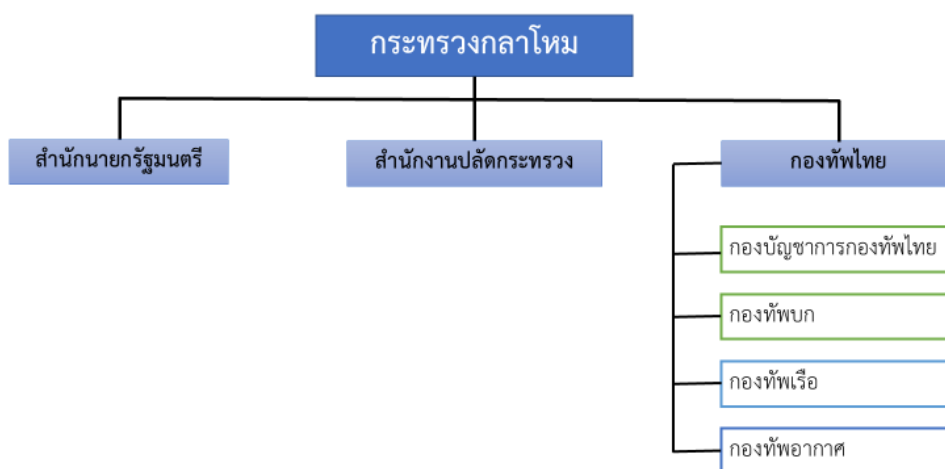 กระทรวงกลาโหม
สำนักนายกรัฐมนตรี
สำนักงานปลัดกระทรวง
กองทัพไทย
กองบัญชาการกองทัพไทย
กองทัพบก
กองทัพเรือ
กองทัพอากาศ